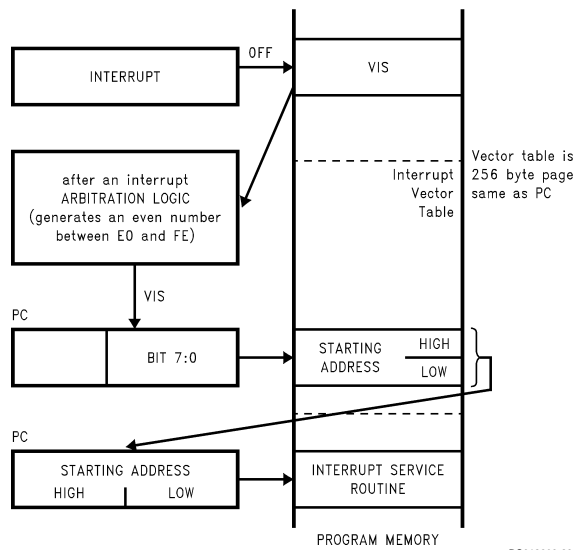 OFF
INTERRUPT
VIS
after an interrupt
ARBITRATION LOGIC
(generates an even number
between E0 and FE)
Interrupt
Vector
Table
Vector table is
256 byte page
same as PC
VIS
PC
BIT 7:0
STARTING
ADDRESS
HIGH
LOW
PC
STARTING ADDRESS
HIGH
LOW
INTERRUPT SERVICE
ROUTINE
PROGRAM MEMORY